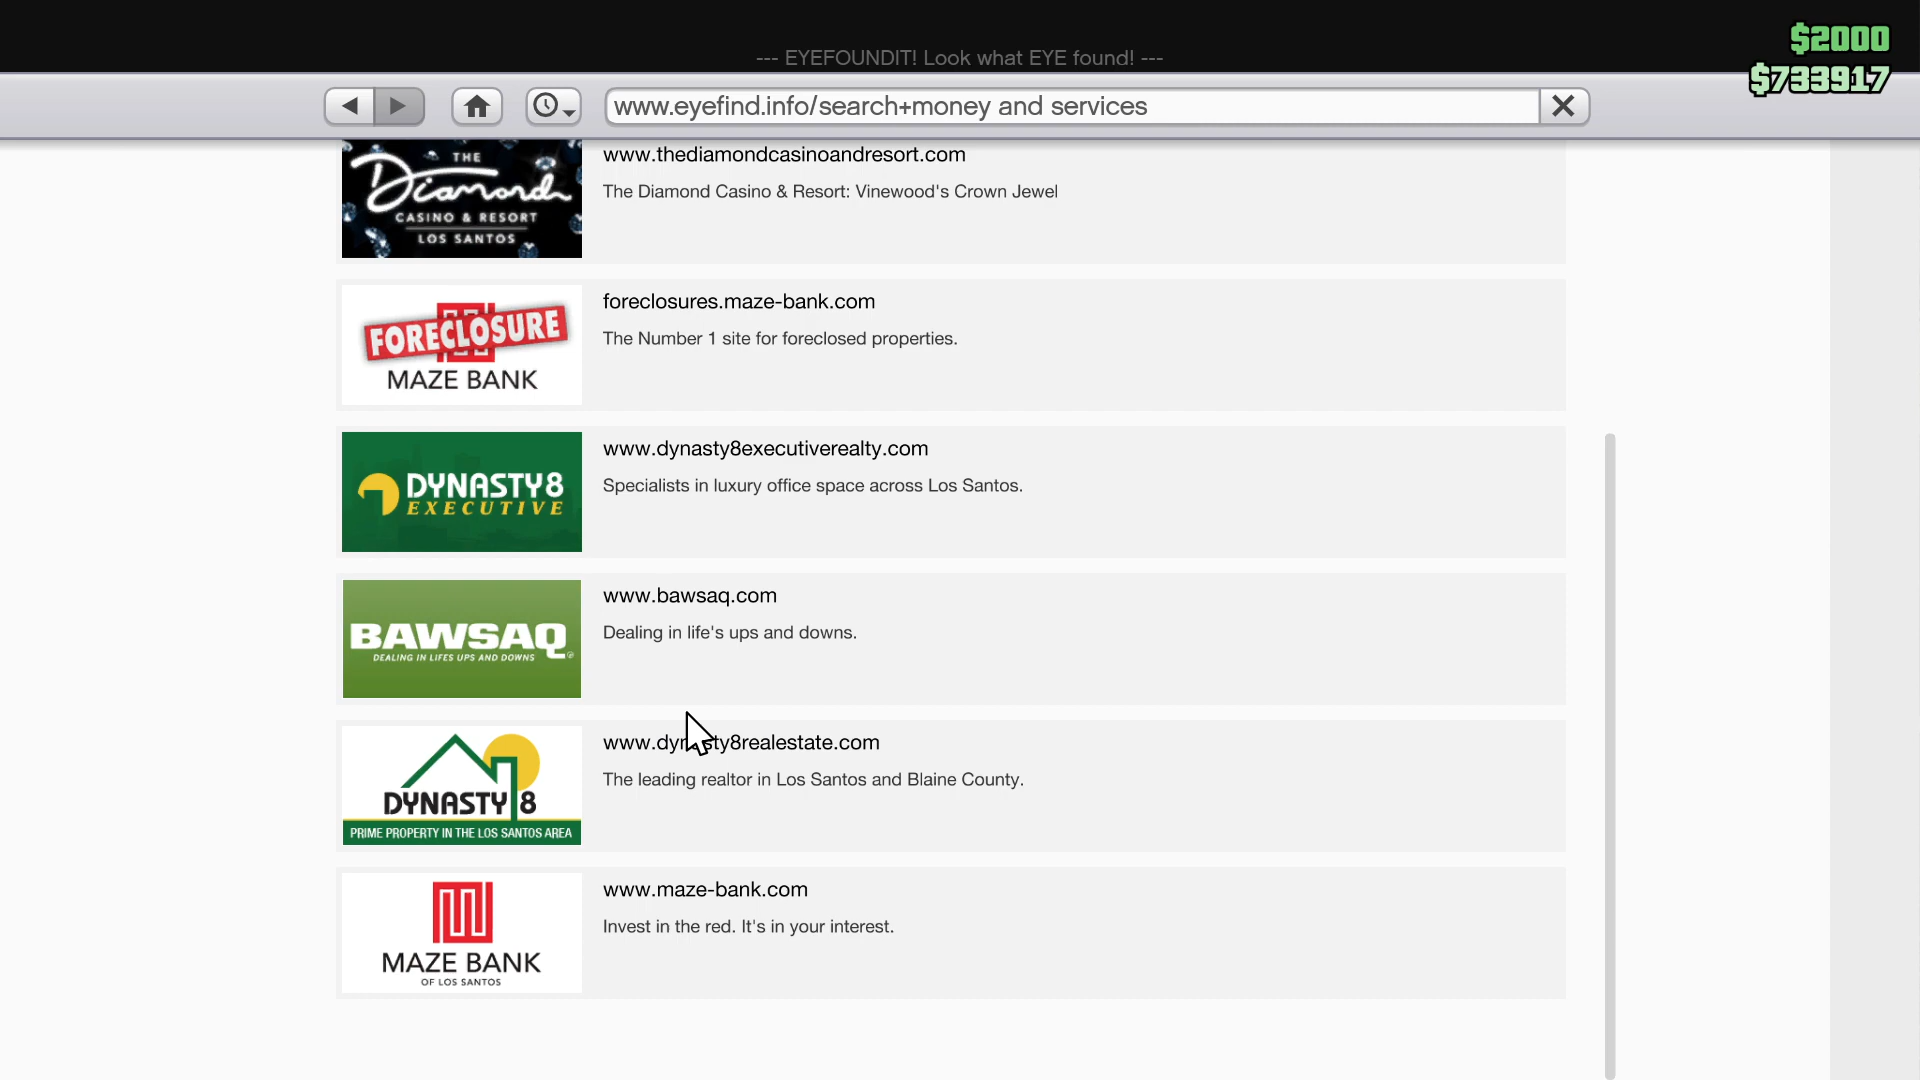 $2000
--- EYEFOUNDIT! Look what EYE found! ---
$733917
www.eyefind.info/search+money and services
THE
Diamond
CASINO & RESORT
LOS SANTOS
www.thediamondcasinoandresort.com
The Diamond Casino & Resort: Vinewood's Crown Jewel
FORECLOSURE
MAZE BANK
foreclosures.maze-bank.com
The Number 1 site for foreclosed properties.
DYNASTY8
EXECUTIVE
www.dynasty8executiverealty.com
Specialists in luxury office space across Los Santos.
BAWSAQ
DEALING IN LIFES UPS AND DOWNS
www.bawsaq.com
Dealing in life's ups and downs.
DYNASTY 8
PRIME PROPERTY IN THE LOS SANTOS AREA
www.dynasty8realestate.com
The leading realtor in Los Santos and Blaine County.
MAZE BANK
OF LOS SANTOS
www.maze-bank.com
Invest in the red. It's in your interest.